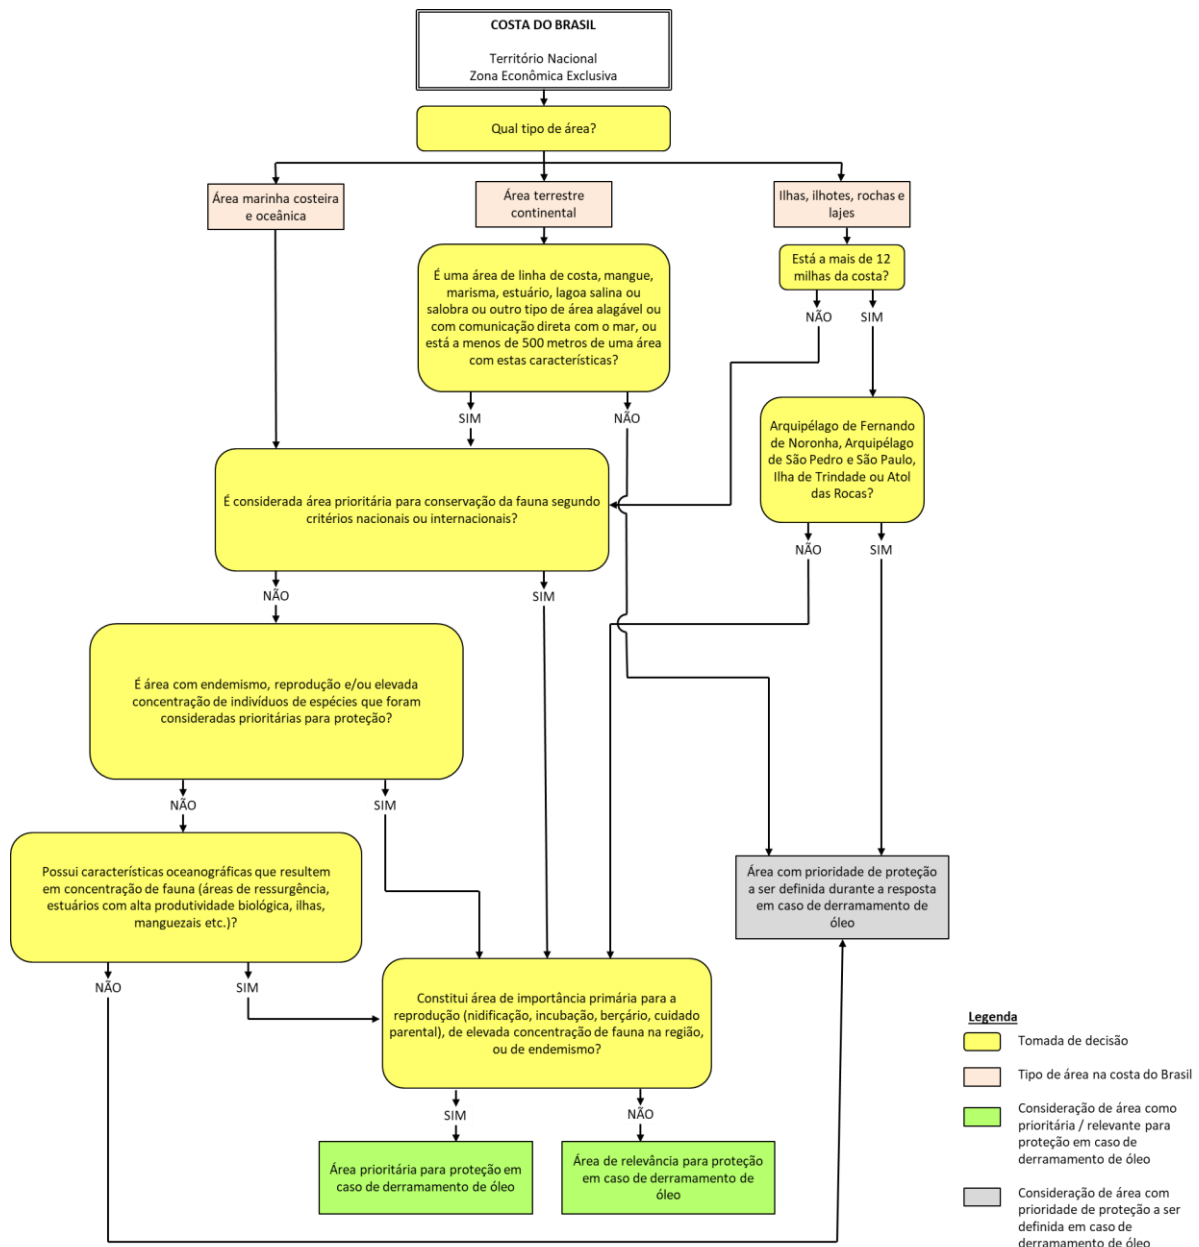 COSTA DO BRASIL
Território Nacional
Zona Econômica Exclusiva
Qual tipo de área?
Área marinha costeira
e oceânica
Área terrestre
continental
Ilhas, ilhotes, rochas e
lajes
É uma área de linha de costa, mangue,
marisma, estuário, lagoa salina ou
salobra ou outro tipo de área alagável ou
com comunicação direta com o mar, ou
está a menos de 500 metros de uma área
com estas características?
Está a mais de 12
milhas da costa?
NÃO
SIM
SIM
NÃO
Arquipélago de Fernando
de Noronha, Arquipélago
de São Pedro e São Paulo,
Ilha de Trindade ou Atol
das Rocas?
É considerada área prioritária para conservação da fauna segundo
critérios nacionais ou internacionais?
NÃO
SIM
NÃO
SIM
É área com endemismo, reprodução e/ou elevada
concentração de indivíduos de espécies que foram
consideradas prioritárias para proteção?
NÃO
SIM
Possui características oceanográficas que resultem
em concentração de fauna (áreas de ressurgência,
estuários com alta produtividade biológica, ilhas,
manguezais etc.)?
Área com prioridade de proteção
a ser definida durante a resposta
em caso de derramamento de
óleo
NÃO
SIM
Constitui área de importância primária para a
reprodução (nidificação, incubação, berçário, cuidado
parental), de elevada concentração de fauna na região,
ou de endemismo?
SIM
NÃO
Área prioritária para proteção em
caso de derramamento de óleo
Área de relevância para proteção
em caso de derramamento de
óleo
Legenda
Tomada de decisão
Tipo de área na costa do Brasil
Consideração de área como
prioritária / relevante para
proteção em caso de
derramamento de óleo
Consideração de área com
prioridade de proteção a ser
definida em caso de
derramamento de óleo